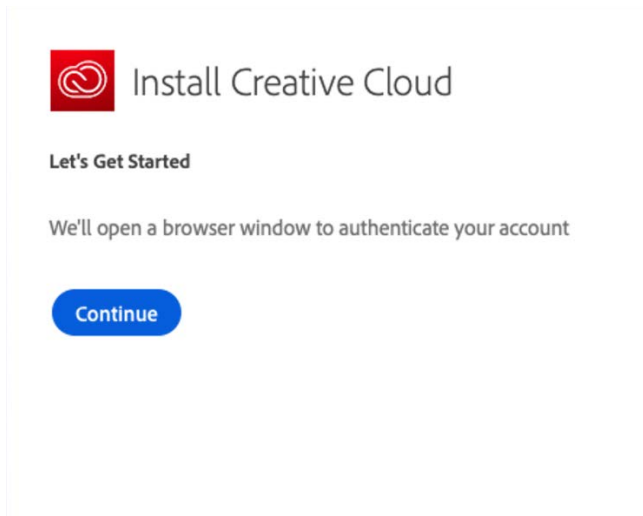 Install Creative Cloud
Let's Get Started
We'll open a browser window to authenticate your account
Continue